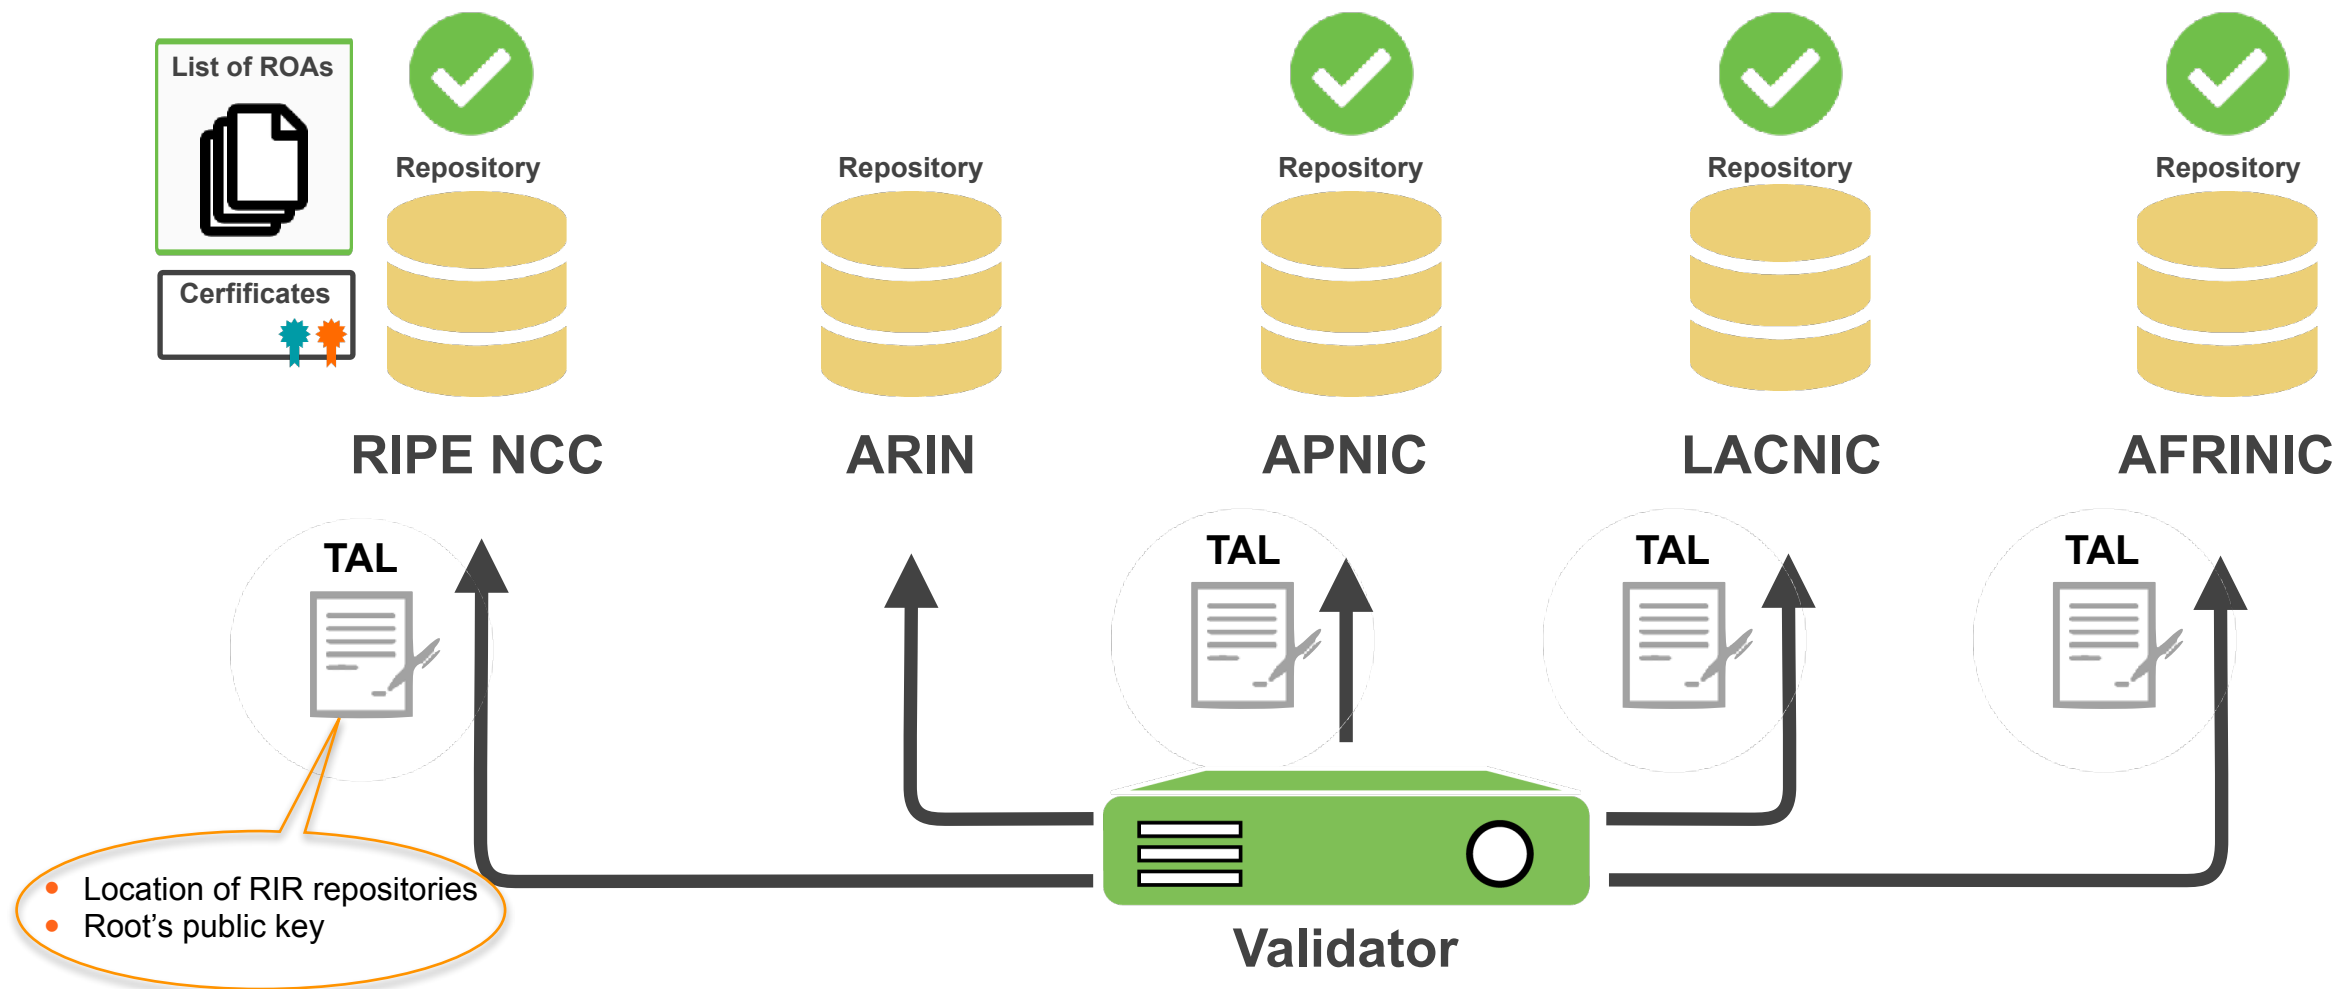 List of ROAs
Cerfificates
Repository
Repository
Repository
Repository
Repository
RIPE NCC
ARIN
APNIC
LACNIC
AFRINIC
TAL
TAL
TAL
TAL
• Location of RIR repositories
• Root’s public key
Validator